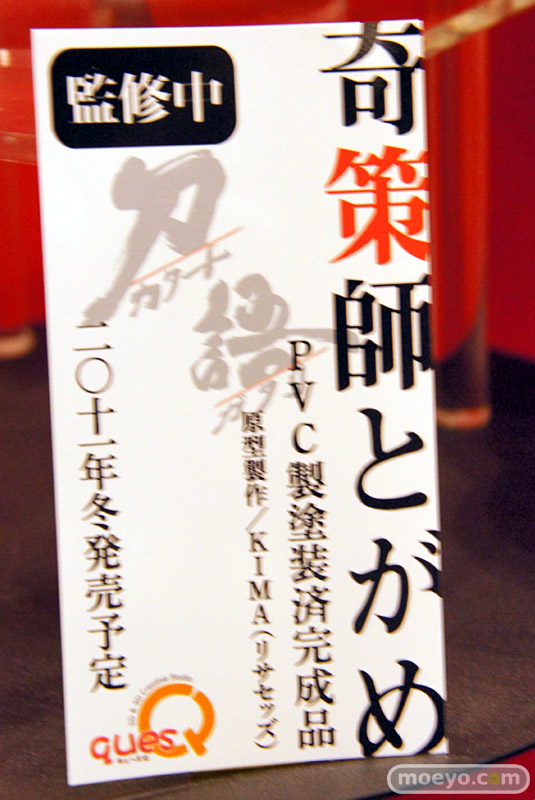 奇策師とがめ
PVC製塗装済完成品
原型製作／KIMA(リサセッズ)
刀語
カタナ
ガタリ
監修中
二〇十一年冬発売予定
quesQ
moeyo.com